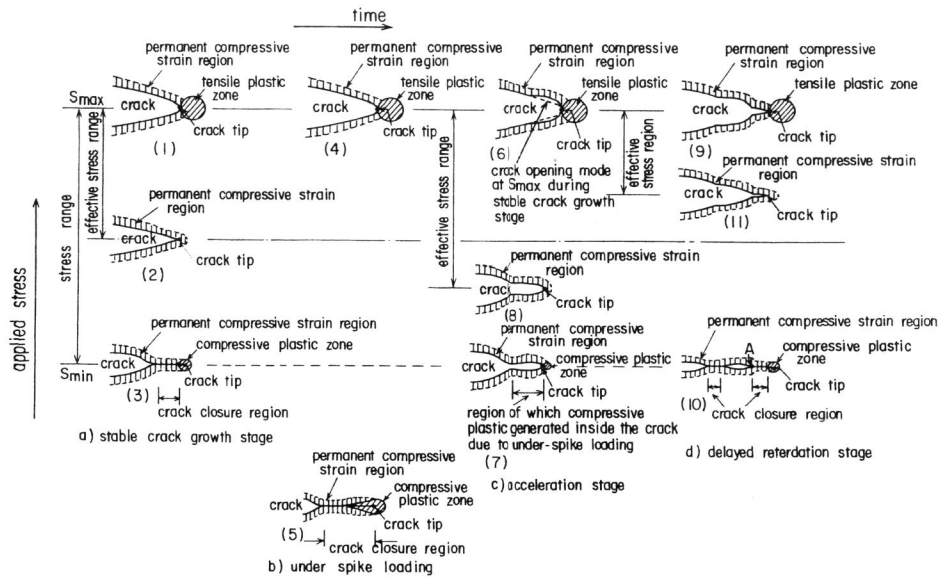 time
permanent compressive
strain region
tensile plastic
zone
crack
crack tip
(1)
permanent compressive
strain region
tensile plastic
zone
crack
crack tip
(4)
permanent compressive
strain region
tensile plastic
zone
crack
crack tip
(6)
crack opening mode
at Smax during
stable crack growth
stage
permanent compressive
strain region
tensile plastic
zone
crack
crack tip
(9)
Smax
stress range
effective stress range
effective stress range
effective
stress region
permanent compressive strain
region
crack
crack tip
(11)
permanent compressive strain
region
crack
crack tip
(2)
permanent compressive strain
region
crac
crack tip
(8)
applied stress
permanent compressive strain region
compressive plastic zone
crack
Smin
crack tip
(3)
crack closure region
a) stable crack growth stage
permanent compressive
strain region
compressive plastic
zone
crack
crack tip
region of which compressive
plastic generated inside the crack
due to under-spike loading
(7)
c) acceleration stage
permanent compressive strain region
A
compressive plastic
zone
crack
crack tip
(10)
crack closure region
d) delayed reterdation stage
permanent compressive
strain region
compressive
plastic zone
crack
crack tip
(5)
crack closure region
b) under spike loading